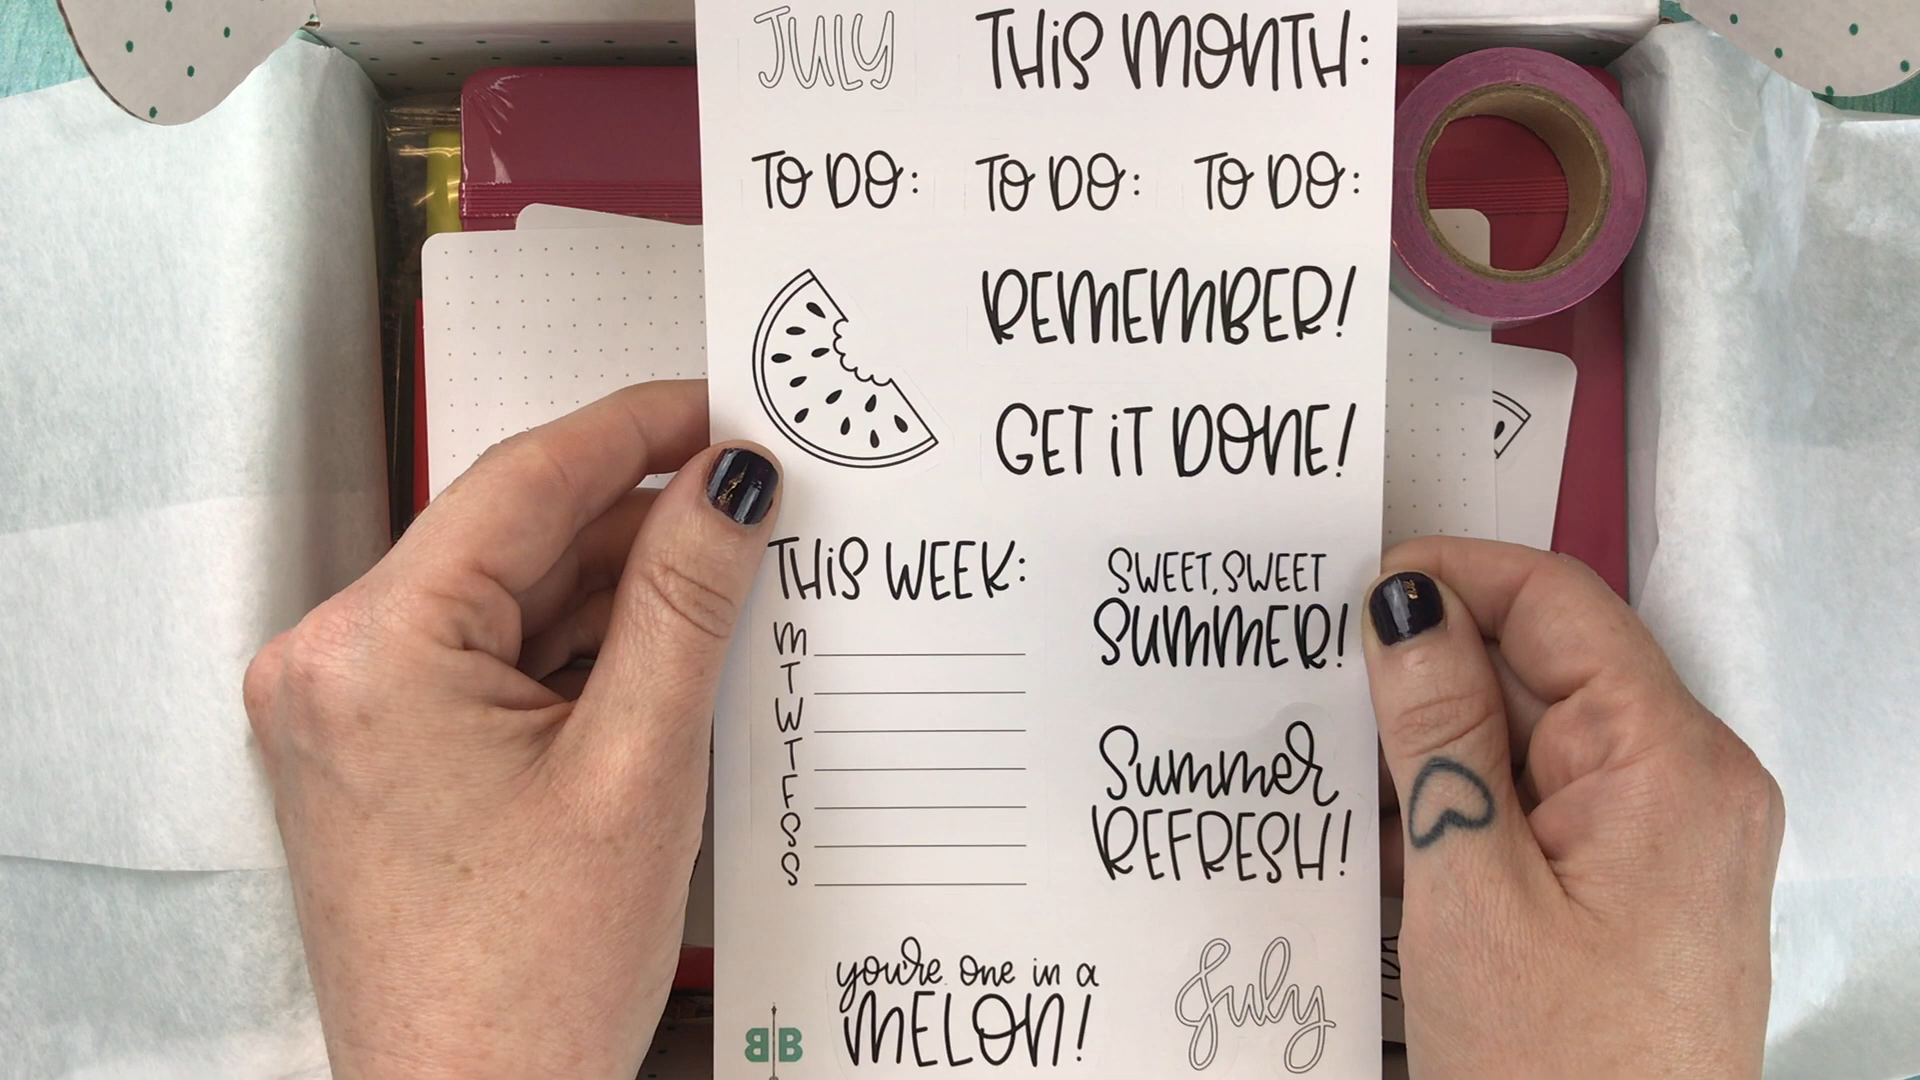 JULY
THIS MONTH:
TO DO: TO DO: TO DO:
REMEMBER!
GET IT DONE!
THIS WEEK:
M
T
W
T
F
S
S
SWEET, SWEET
SUMMER!
Summer
REFRESH!
you're one in a
MELON!
July
BB